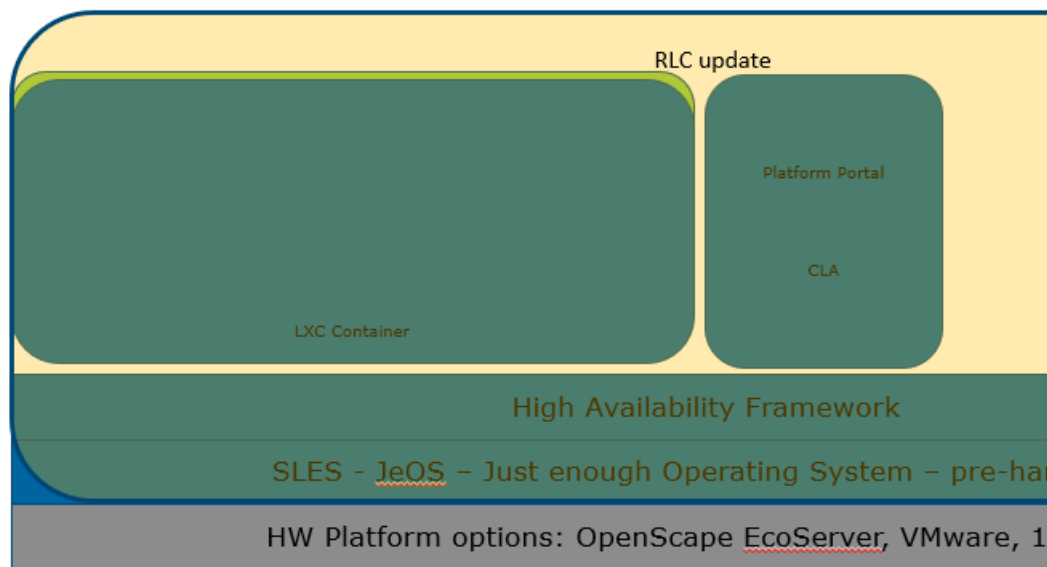 RLC update
Platform Portal
CLA
LXC Container
High Availability Framework
SLES - JeOS – Just enough Operating System – pre-ha
HW Platform options: OpenScape EcoServer, VMware, 1